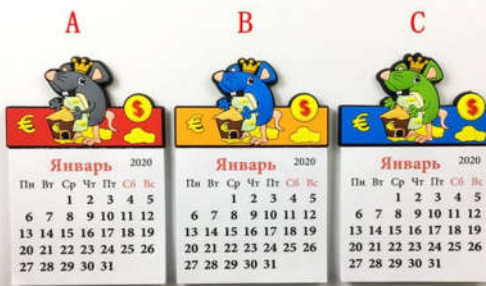 A
B
C
€ $
€ $
€ $
Январь 2020
Пн Вт Ср Чт Пт Сб Вс
1 2 3 4 5
6 7 8 9 10 11 12
13 14 15 16 17 18 19
20 21 22 23 24 25 26
27 28 29 30 31
Январь 2020
Пн Вт Ср Чт Пт Сб Вс
1 2 3 4 5
6 7 8 9 10 11 12
13 14 15 16 17 18 19
20 21 22 23 24 25 26
27 28 29 30 31
Январь 2020
Пн Вт Ср Чт Пт Сб Вс
1 2 3 4 5
6 7 8 9 10 11 12
13 14 15 16 17 18 19
20 21 22 23 24 25 26
27 28 29 30 31